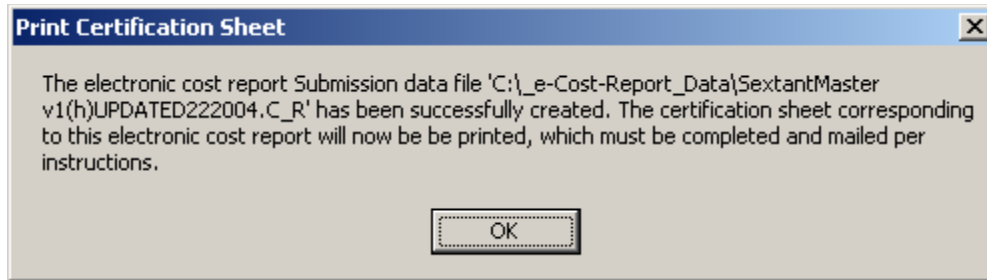 Print Certification Sheet
The electronic cost report Submission data file 'C:\_e-Cost-Report_Data\SextantMaster
v1(h)UPDATED222004.C_R' has been successfully created. The certification sheet corresponding
to this electronic cost report will now be be printed, which must be completed and mailed per
instructions.
OK